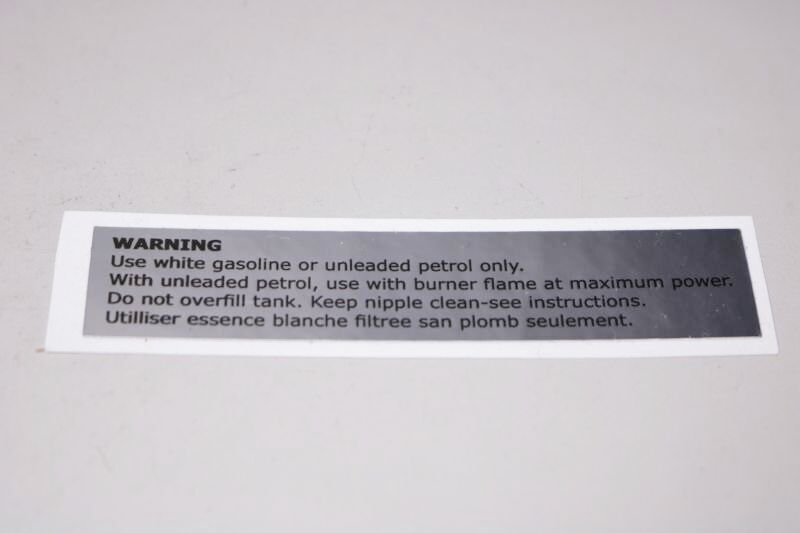 WARNING
Use white gasoline or unleaded petrol only.
With unleaded petrol, use with burner flame at maximum power.
Do not overfill tank. Keep nipple clean-see instructions.
Utilliser essence blanche filtree san plomb seulement.